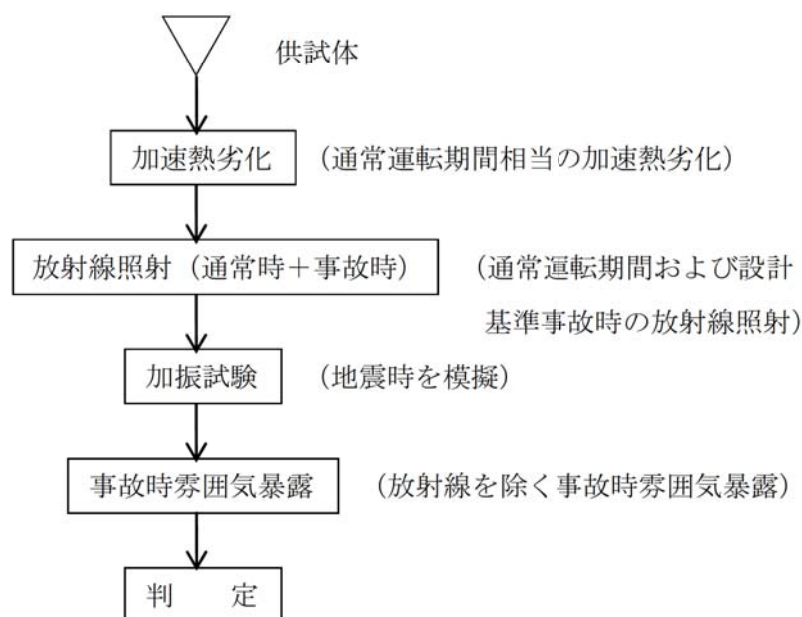 供試体
加速熱劣化 （通常運転期間相当の加速熱劣化）
放射線照射（通常時＋事故時） （通常運転期間および設計
基準事故時の放射線照射）
加振試験 （地震時を模擬）
事故時雰囲気暴露 （放射線を除く事故時雰囲気暴露）
判　　定